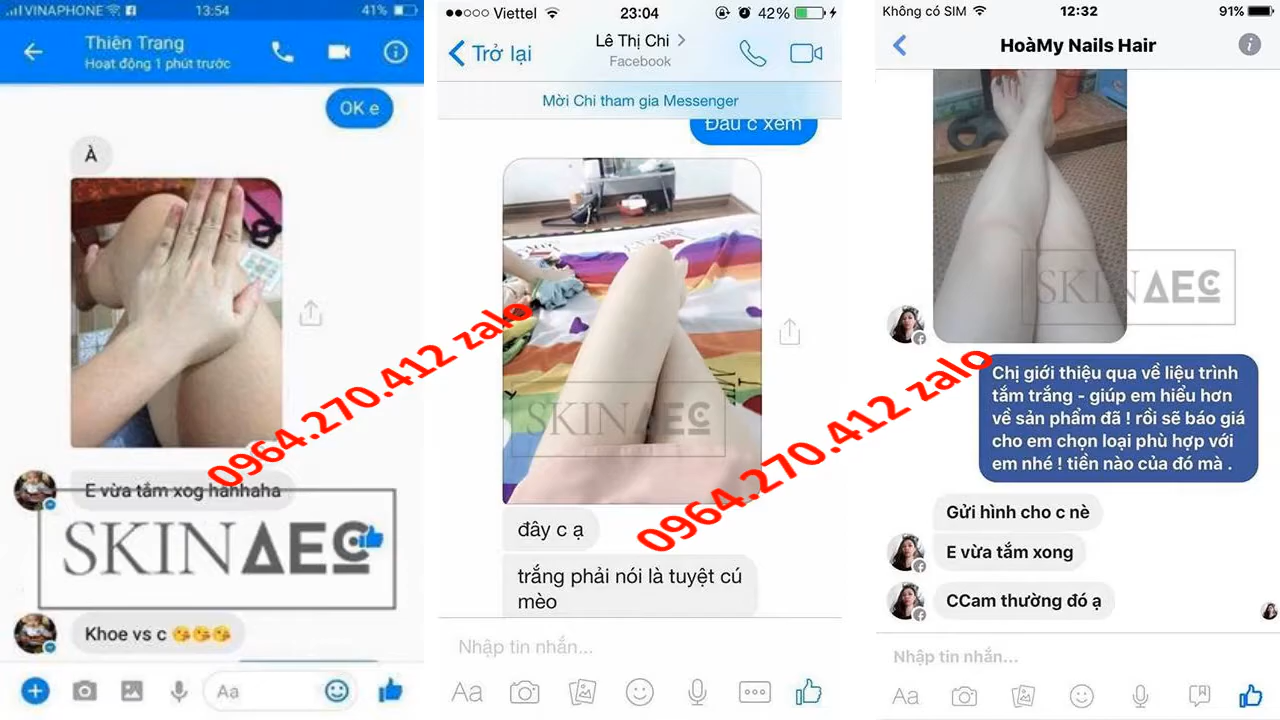 VINAPHONE 13:54 41%
Thiên Trang
Hoạt động 1 phút trước
OK e
À
E vừa tắm xog hahhaha
SKINAEC
Khoe vs c 😘😘😘
Aa
Viettel 23:04 42%
Trở lại
Lê Thị Chi
Facebook
Mời Chi tham gia Messenger
Đâu c xem
SKINAEC
đây c ạ
trắng phải nói là tuyệt cú
mèo
Nhập tin nhắn...
Aa
Không có SIM 12:32 91%
HoàMy Nails Hair
SKINAEC
Chị giới thiệu qua về liệu trình
tắm trắng - giúp em hiểu hơn
về sản phẩm đã ! rồi sẽ báo giá
cho em chọn loại phù hợp với
em nhé ! tiền nào của đó mà .
Gửi hình cho c nè
E vừa tắm xong
CCam thường đó ạ
Nhập tin nhắn...
Aa
0964.270.412 zalo
0964.270.412 zalo